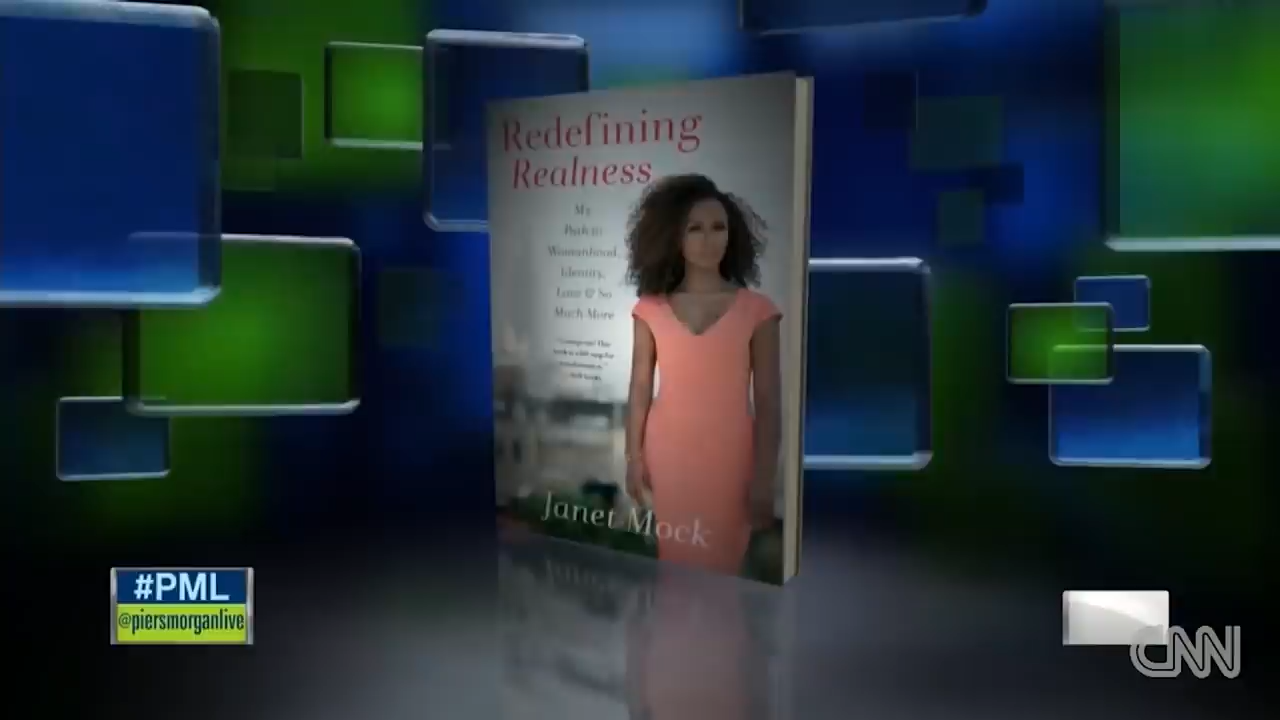 Redefining
Realness
My
Path to
Womanhood,
Identity,
Love & So
Much More
Janet Mock
#PML
@piersmorganlive
CNN